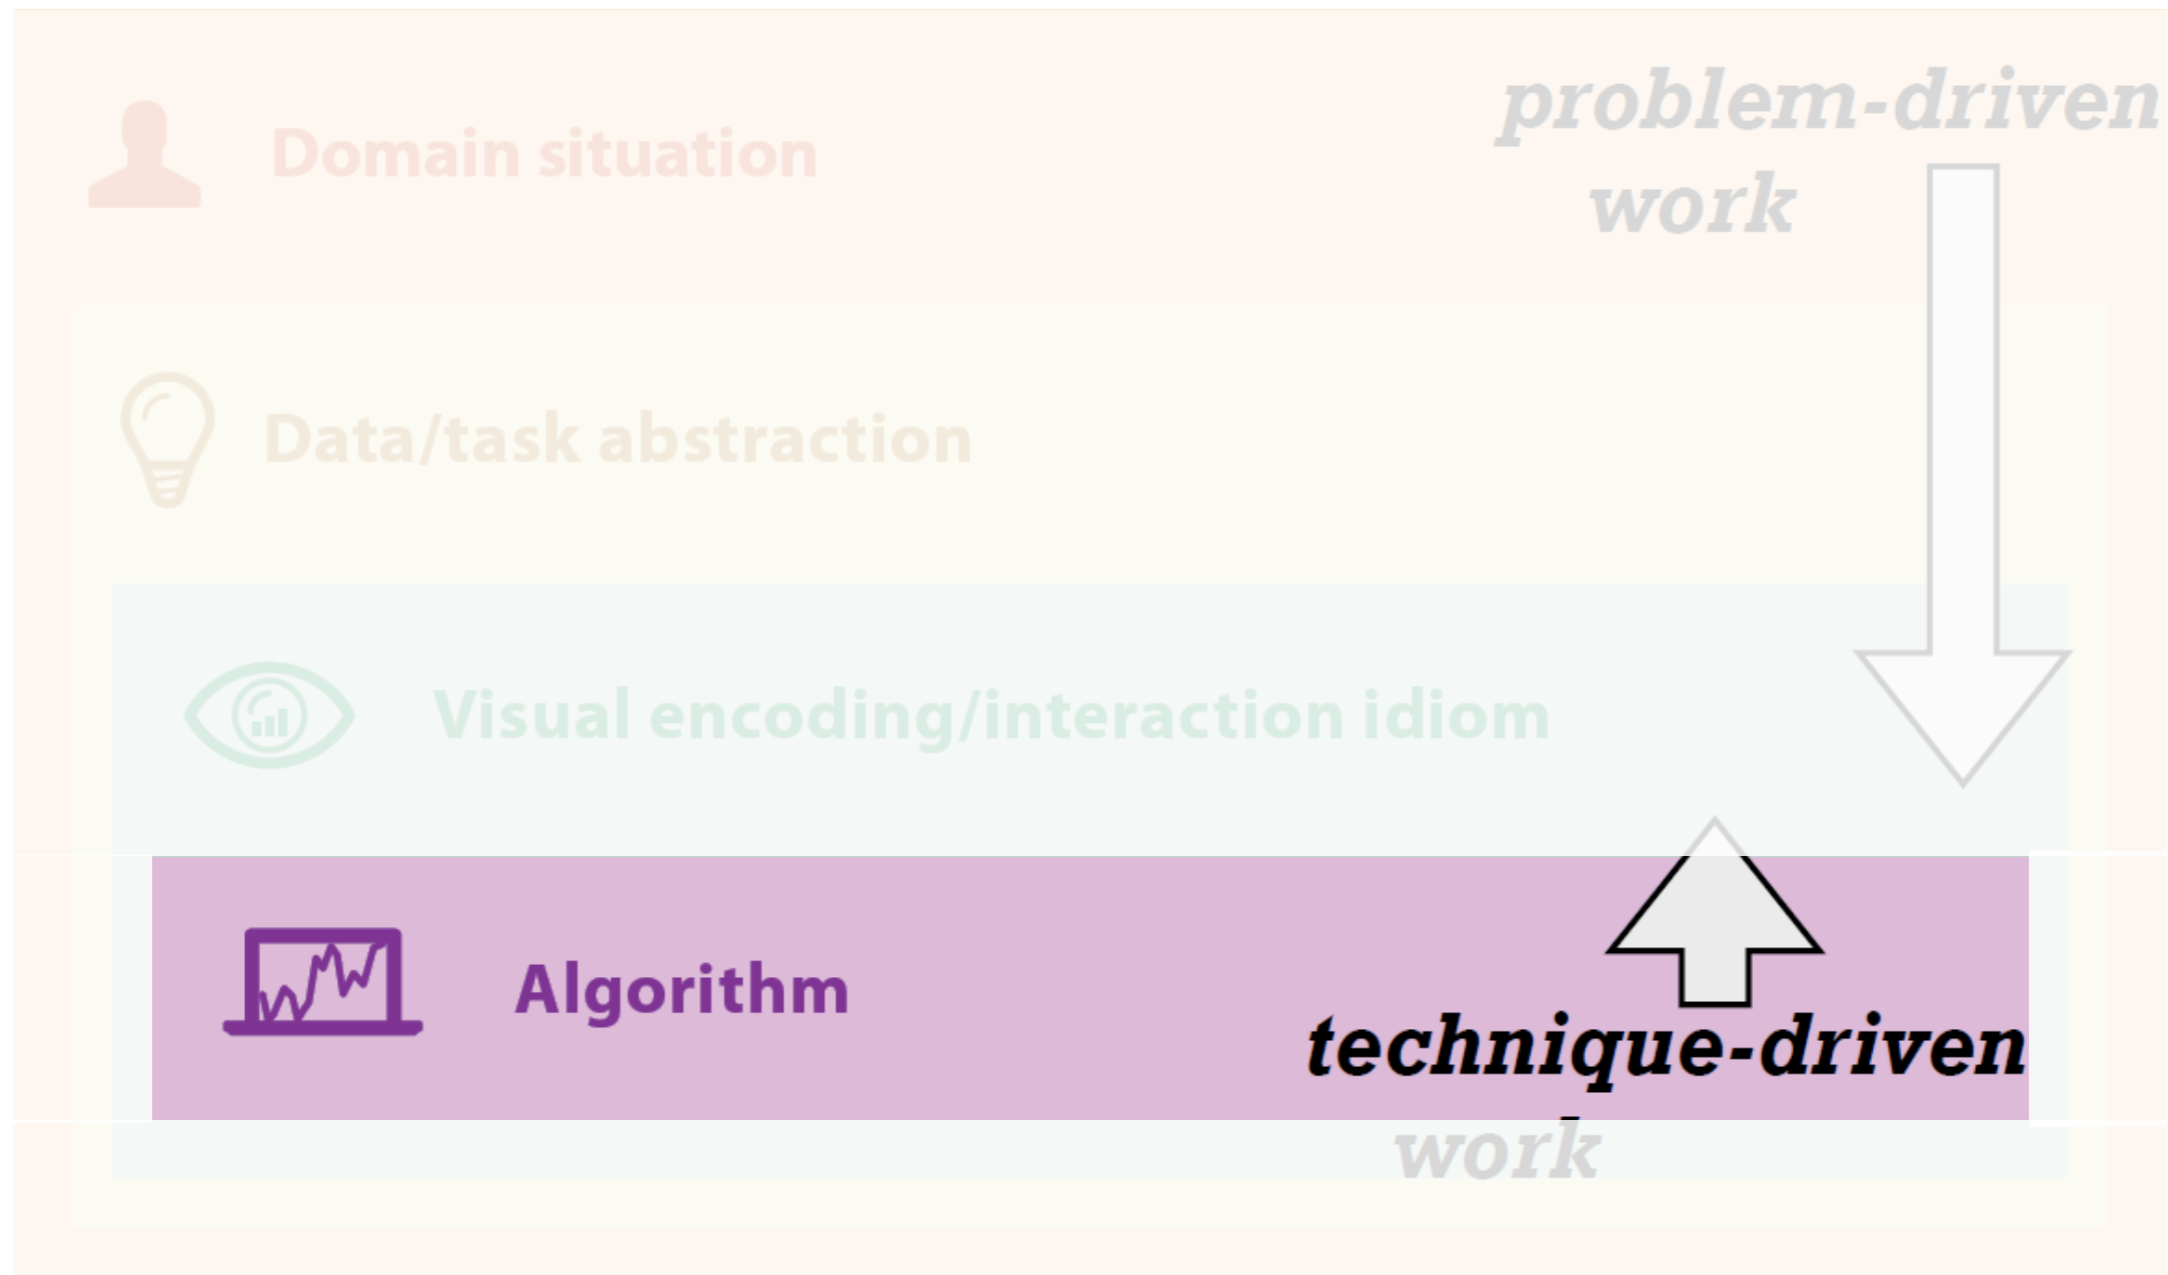 problem-driven
work
Domain situation
Data/task abstraction
Visual encoding/interaction idiom
Algorithm
technique-driven
work